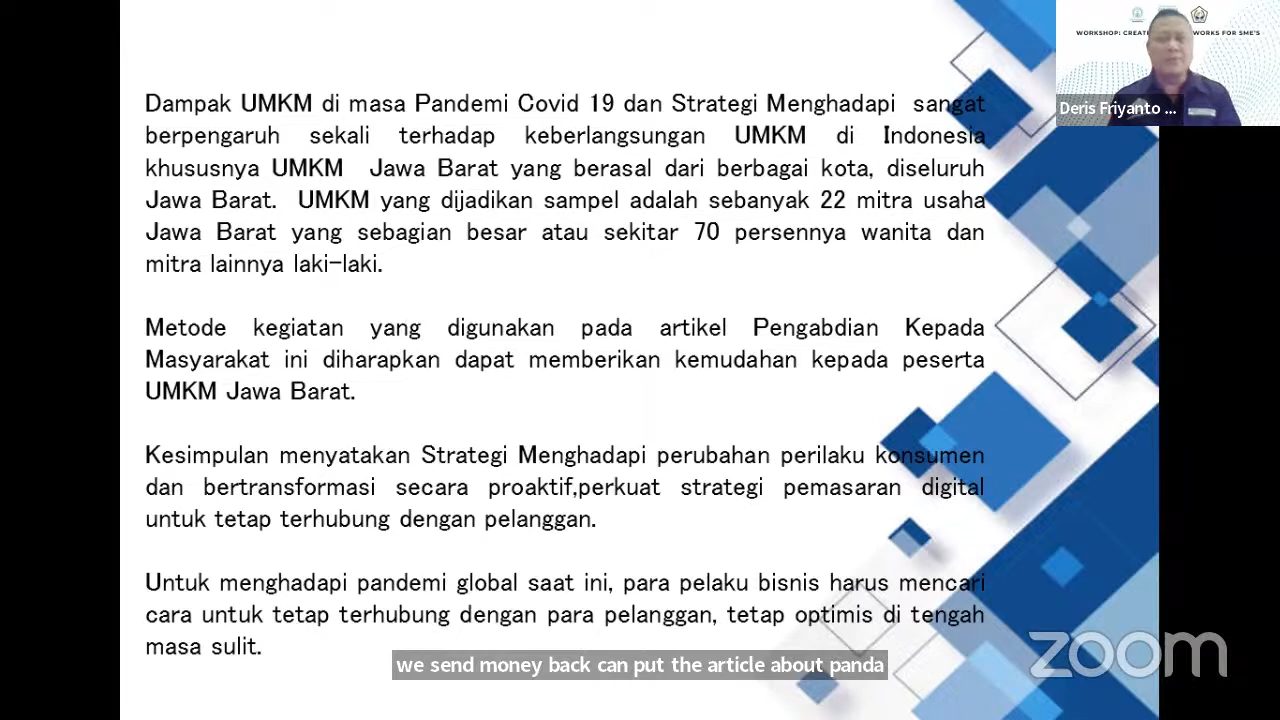 WORKSHOP: CREAT WORKS FOR SME'S
Deris Friyanto ...
Dampak UMKM di masa Pandemi Covid 19 dan Strategi Menghadapi sangat
berpengaruh sekali terhadap keberlangsungan UMKM di Indonesia
khususnya UMKM Jawa Barat yang berasal dari berbagai kota, diseluruh
Jawa Barat. UMKM yang dijadikan sampel adalah sebanyak 22 mitra usaha
Jawa Barat yang sebagian besar atau sekitar 70 persennya wanita dan
mitra lainnya laki-laki.
Metode kegiatan yang digunakan pada artikel Pengabdian Kepada
Masyarakat ini diharapkan dapat memberikan kemudahan kepada peserta
UMKM Jawa Barat.
Kesimpulan menyatakan Strategi Menghadapi perubahan perilaku konsumen
dan bertransformasi secara proaktif,perkuat strategi pemasaran digital
untuk tetap terhubung dengan pelanggan.
Untuk menghadapi pandemi global saat ini, para pelaku bisnis harus mencari
cara untuk tetap terhubung dengan para pelanggan, tetap optimis di tengah
masa sulit.
we send money back can put the article about panda
zoom